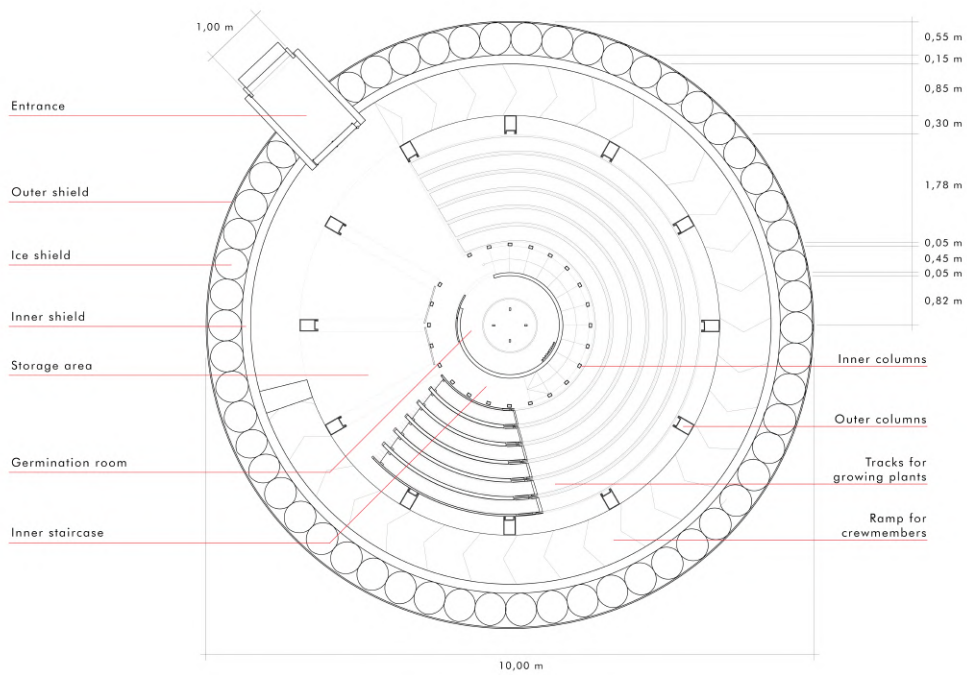 1,00 m
Entrance
Outer shield
Ice shield
Inner shield
Storage area
Germination room
Inner staircase
0,55 m
0,15 m
0,85 m
0,30 m
1,78 m
0,05 m
0,45 m
0,05 m
0,82 m
Inner columns
Outer columns
Tracks for
growing plants
Ramp for
crewmembers
10,00 m